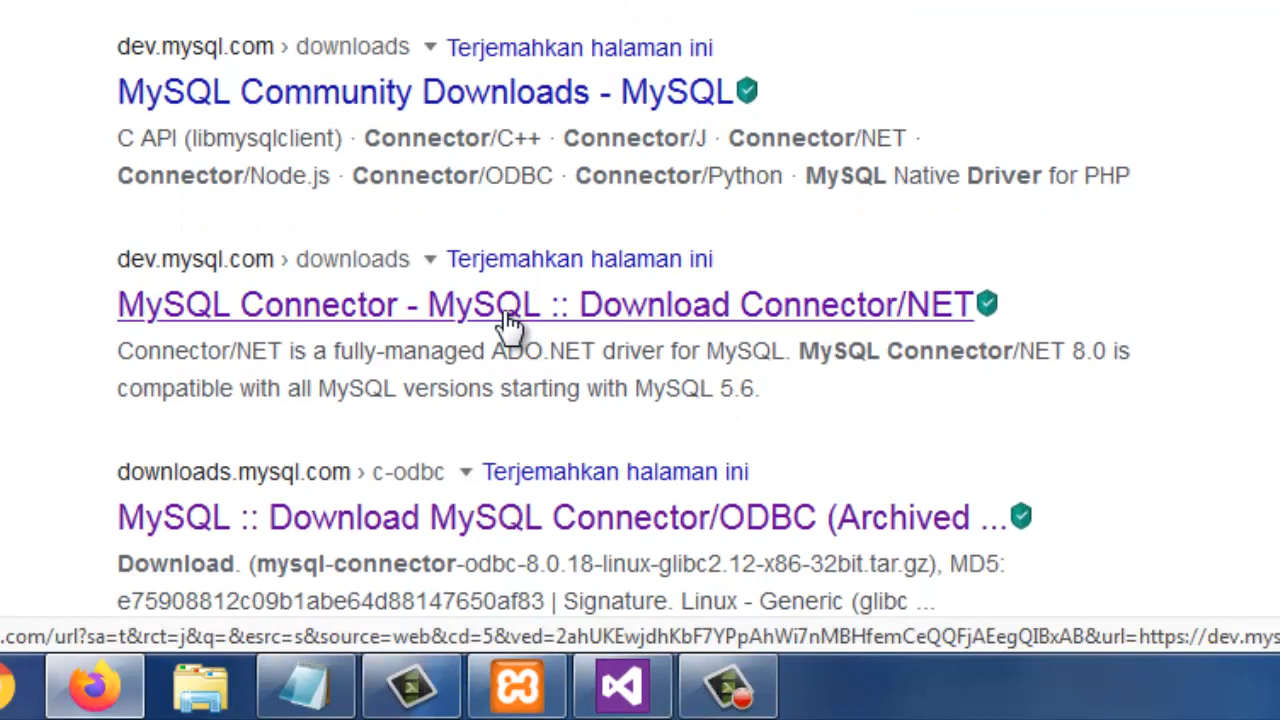 dev.mysql.com › downloads ▼ Terjemahkan halaman ini
MySQL Community Downloads - MySQL
C API (libmysqlclient) · Connector/C++ · Connector/J · Connector/NET ·
Connector/Node.js · Connector/ODBC · Connector/Python · MySQL Native Driver for PHP
dev.mysql.com › downloads ▼ Terjemahkan halaman ini
MySQL Connector - MySQL :: Download Connector/NET
Connector/NET is a fully-managed ADO.NET driver for MySQL. MySQL Connector/NET 8.0 is
compatible with all MySQL versions starting with MySQL 5.6.
downloads.mysql.com › c-odbc ▼ Terjemahkan halaman ini
MySQL :: Download MySQL Connector/ODBC (Archived ...
Download. (mysql-connector-odbc-8.0.18-linux-glibc2.12-x86-32bit.tar.gz), MD5:
e75908812c09b1abe64d88147650af83 | Signature. Linux - Generic (glibc ...
.com/url?sa=t&rct=j&q=&esrc=s&source=web&cd=5&ved=2ahUKEwjdhKbF7YPpAhWi7nMBHfemCeQQFjAEegQIBxAB&url=https://dev.mys